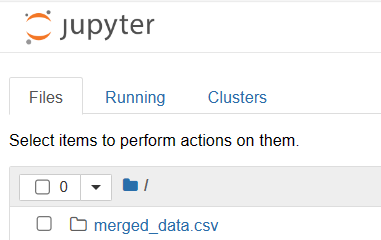 jupyter
Files Running Clusters
Select items to perform actions on them.
0 /
merged_data.csv